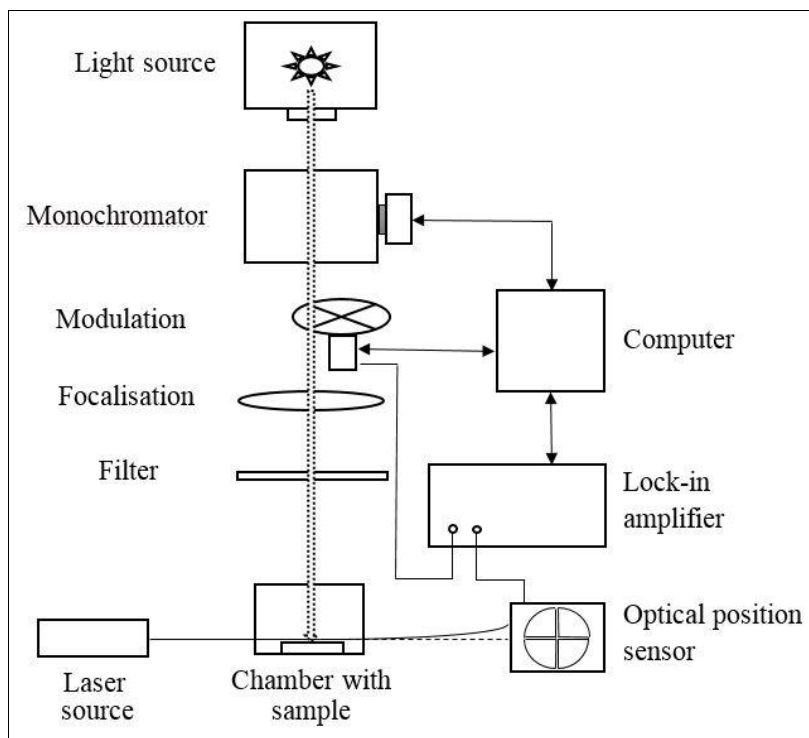 Light source
Monochromator
Modulation
Computer
Focalisation
Filter
Lock-in
amplifier
Optical position
sensor
Laser
source
Chamber with
sample